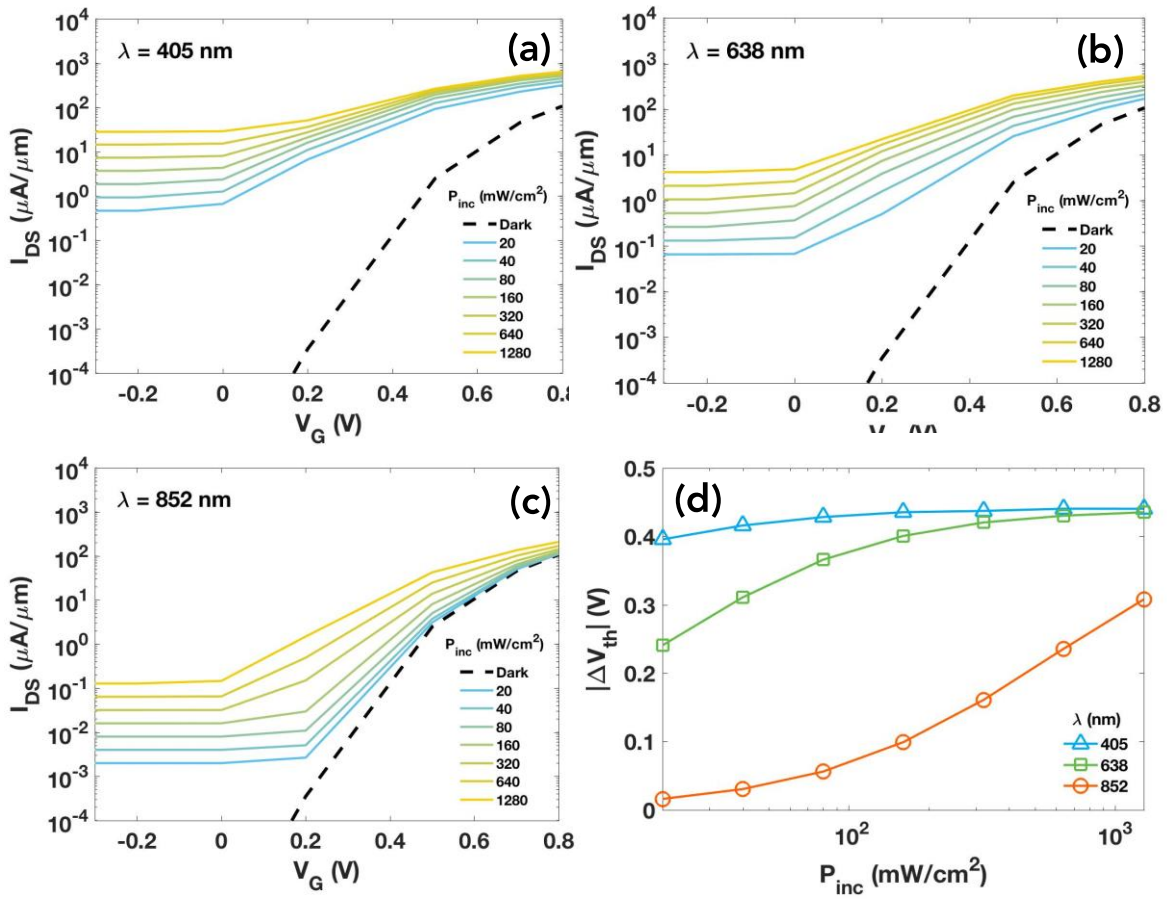 λ = 405 nm
(a)
10⁴
10³
10²
10¹
10⁰
10⁻¹
10⁻²
10⁻³
10⁻⁴
I_DS (μA/μm)
P_inc (mW/cm²)
Dark
20
40
80
160
320
640
1280
-0.2 0 0.2 0.4 0.6 0.8
V_G (V)
λ = 638 nm
(b)
10⁴
10³
10²
10¹
10⁰
10⁻¹
10⁻²
10⁻³
10⁻⁴
I_DS (μA/μm)
P_inc (mW/cm²)
Dark
20
40
80
160
320
640
1280
-0.2 0 0.2 0.4 0.6 0.8
λ = 852 nm
(c)
10⁴
10³
10²
10¹
10⁰
10⁻¹
10⁻²
10⁻³
10⁻⁴
I_DS (μA/μm)
P_inc (mW/cm²)
Dark
20
40
80
160
320
640
1280
-0.2 0 0.2 0.4 0.6 0.8
V_G (V)
(d)
0.5
0.4
0.3
0.2
0.1
0
|ΔV_th| (V)
λ (nm)
405
638
852
10² 10³
P_inc (mW/cm²)